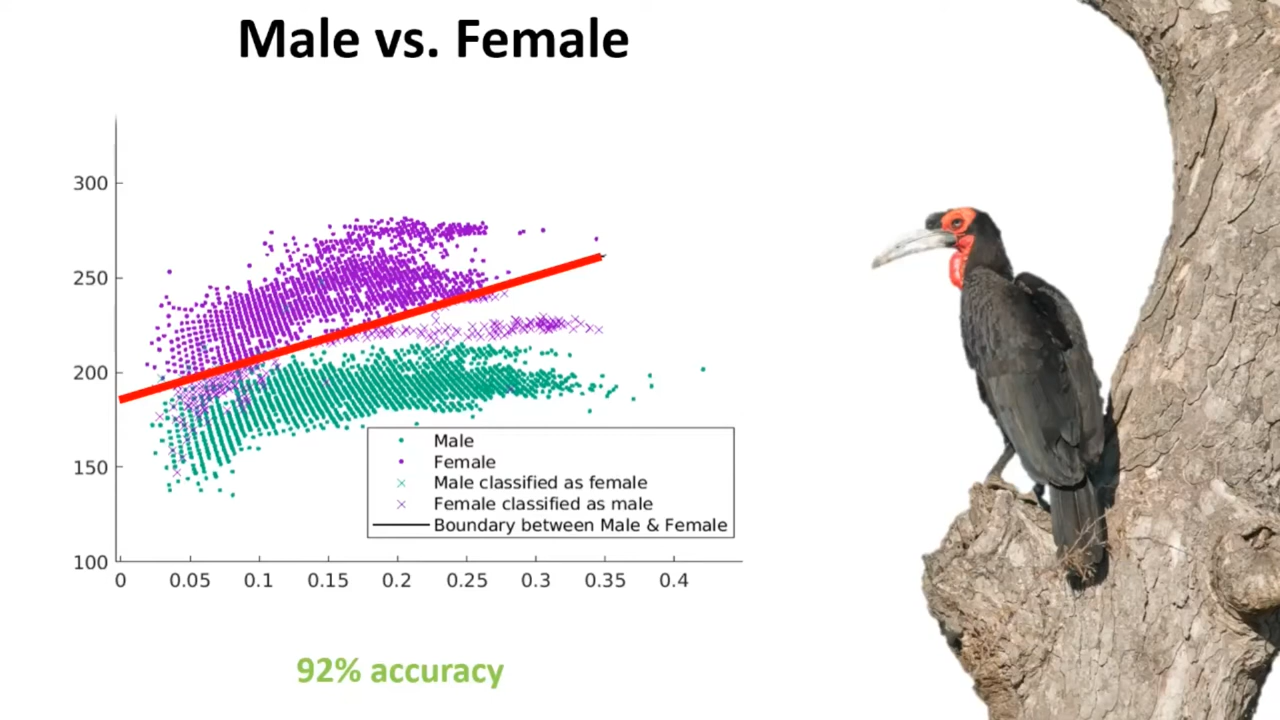 Male vs. Female
300
250
200
150
100
0 0.05 0.1 0.15 0.2 0.25 0.3 0.35 0.4
Male
Female
Male classified as female
Female classified as male
Boundary between Male & Female
92% accuracy